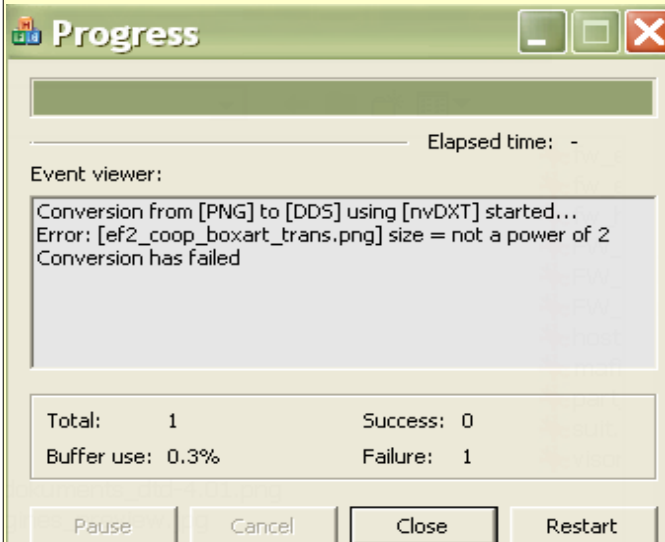 Progress
Elapsed time: -
Event viewer:
Conversion from [PNG] to [DDS] using [nvDXT] started...
Error: [ef2_coop_boxart_trans.png] size = not a power of 2
Conversion has failed
Total: 1 Success: 0
Buffer use: 0.3% Failure: 1
Pause Cancel Close Restart